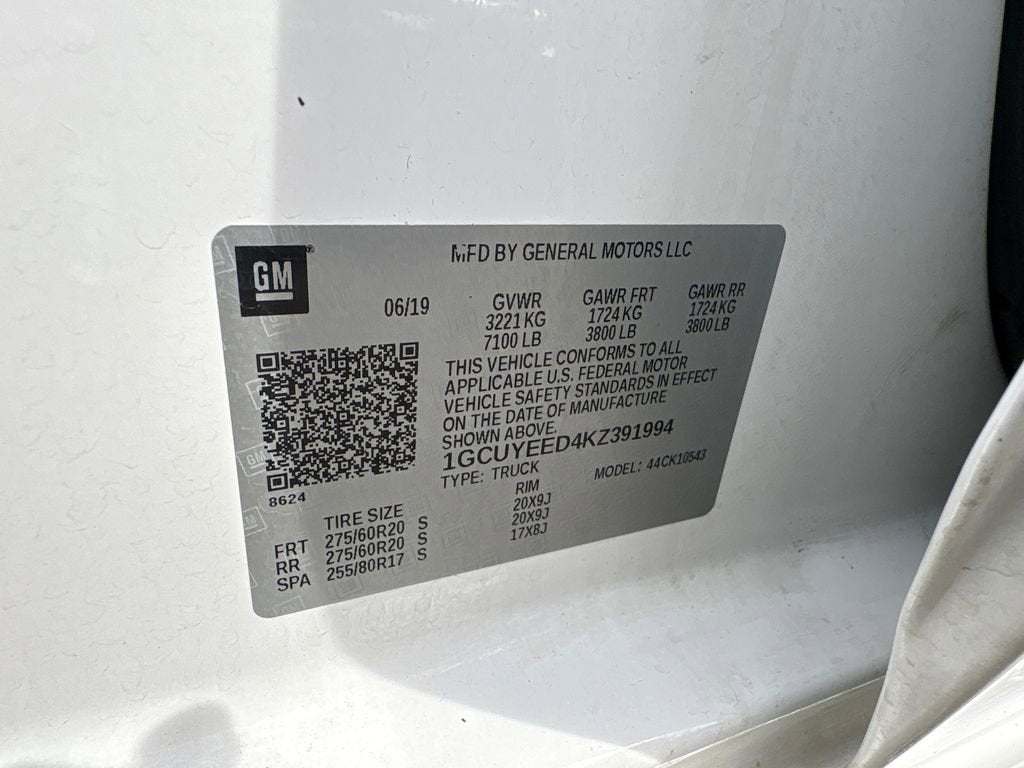 GM®
MFD BY GENERAL MOTORS LLC
06/19
GVWR GAWR FRT GAWR RR
3221 KG 1724 KG 1724 KG
7100 LB 3800 LB 3800 LB
THIS VEHICLE CONFORMS TO ALL
APPLICABLE U.S. FEDERAL MOTOR
VEHICLE SAFETY STANDARDS IN EFFECT
ON THE DATE OF MANUFACTURE
SHOWN ABOVE.
1GCUYEED4KZ391994
TYPE: TRUCK MODEL: 44CK10543
8624
TIRE SIZE RIM
FRT 275/60R20 S 20X9J
RR 275/60R20 S 20X9J
SPA 255/80R17 S 17X8J